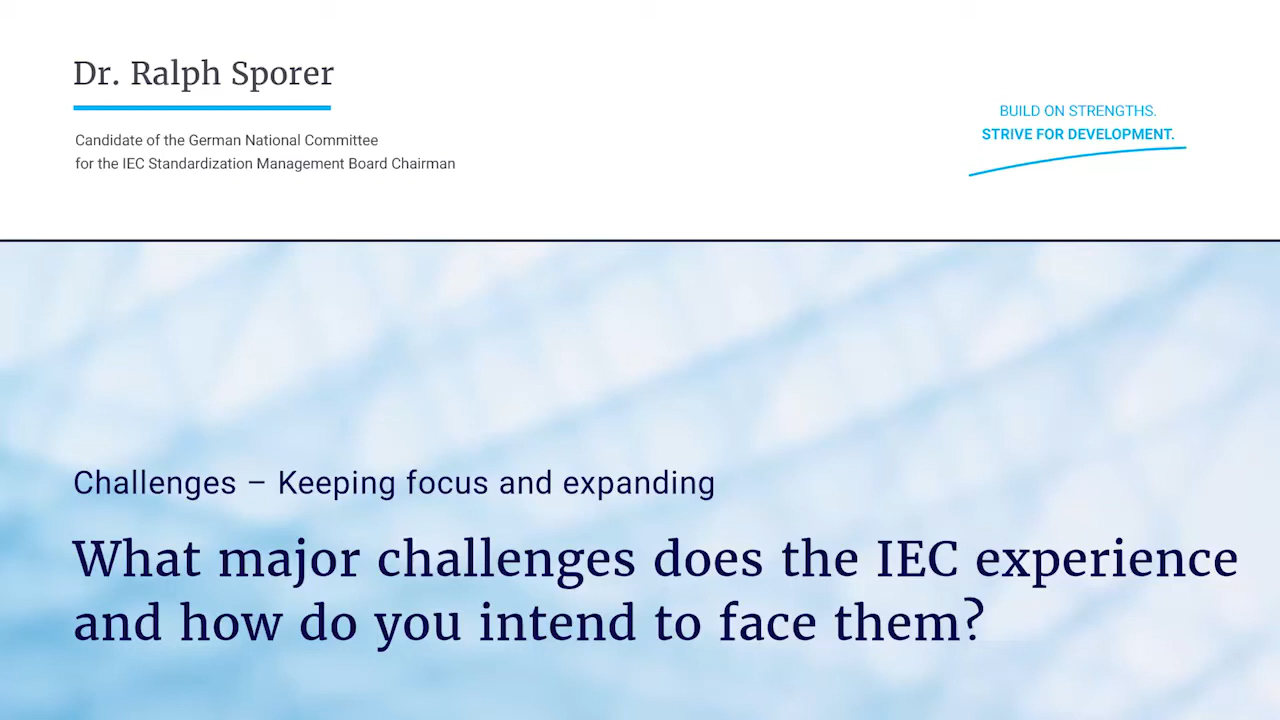 Dr. Ralph Sporer
Candidate of the German National Committee
for the IEC Standardization Management Board Chairman
BUILD ON STRENGTHS.
STRIVE FOR DEVELOPMENT.
Challenges – Keeping focus and expanding
What major challenges does the IEC experience
and how do you intend to face them?